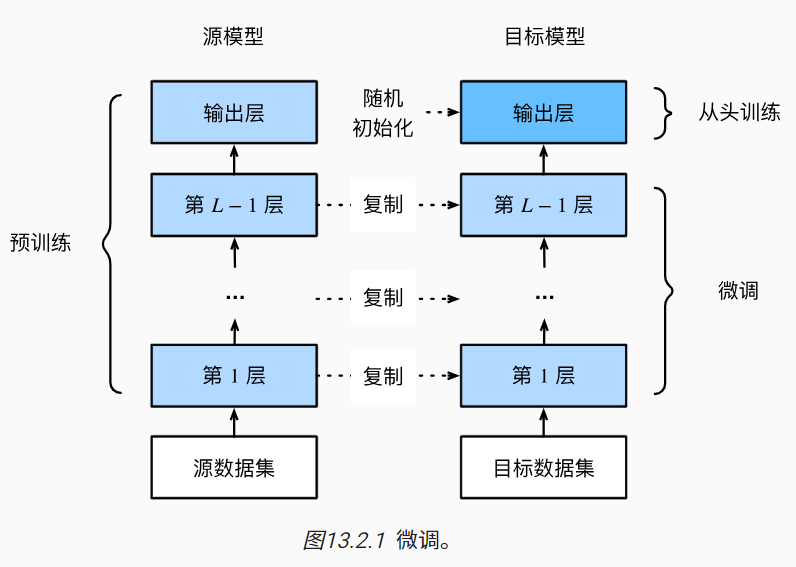 源模型
目标模型
输出层
随机
初始化
输出层
从头训练
第 L − 1 层
复制
第 L − 1 层
预训练
...
复制
...
微调
第 1 层
复制
第 1 层
源数据集
目标数据集
图13.2.1 微调。